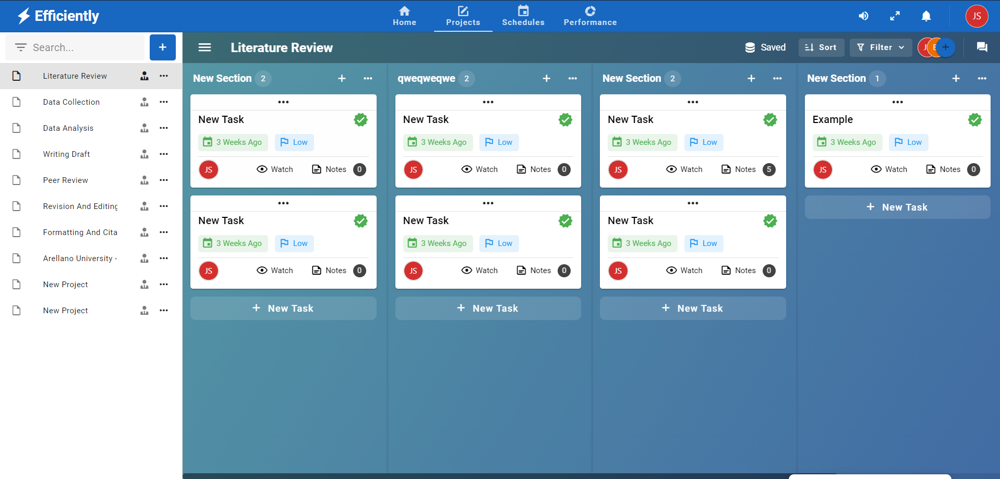 Efficiently
Home
Projects
Schedules
Performance
JS
Search...
+
Literature Review
Saved
Sort
Filter
+
Literature Review
Data Collection
Data Analysis
Writing Draft
Peer Review
Revision And Editing
Formatting And Cita
Arellano University -
New Project
New Project
New Section 2
New Task
3 Weeks Ago Low
JS Watch Notes 0
New Task
3 Weeks Ago Low
JS Watch Notes 0
+ New Task
qweqweqwe 2
New Task
3 Weeks Ago Low
JS Watch Notes 0
New Task
3 Weeks Ago Low
JS Watch Notes 0
+ New Task
New Section 2
New Task
3 Weeks Ago Low
JS Watch Notes 5
New Task
3 Weeks Ago Low
JS Watch Notes 0
+ New Task
New Section 1
Example
3 Weeks Ago Low
JS Watch Notes 0
+ New Task